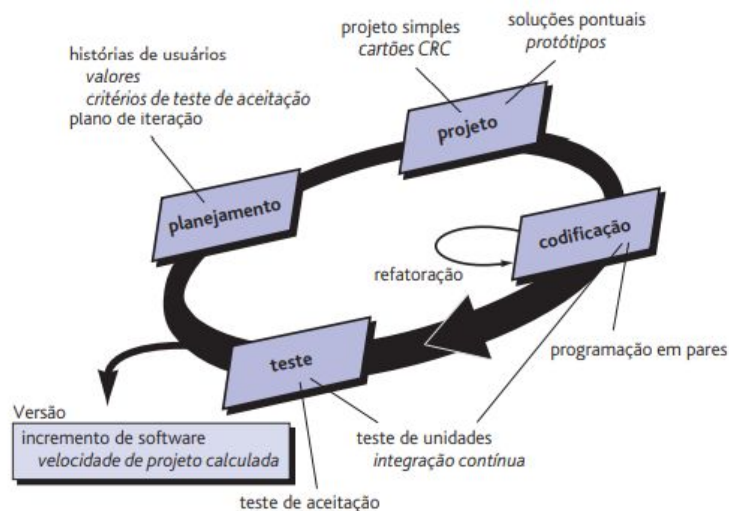 soluções pontuais
protótipos
projeto simples
cartões CRC
histórias de usuários
valores
critérios de teste de aceitação
plano de iteração
projeto
planejamento
codificação
refatoração
programação em pares
teste
Versão
incremento de software
velocidade de projeto calculada
teste de unidades
integração contínua
teste de aceitação